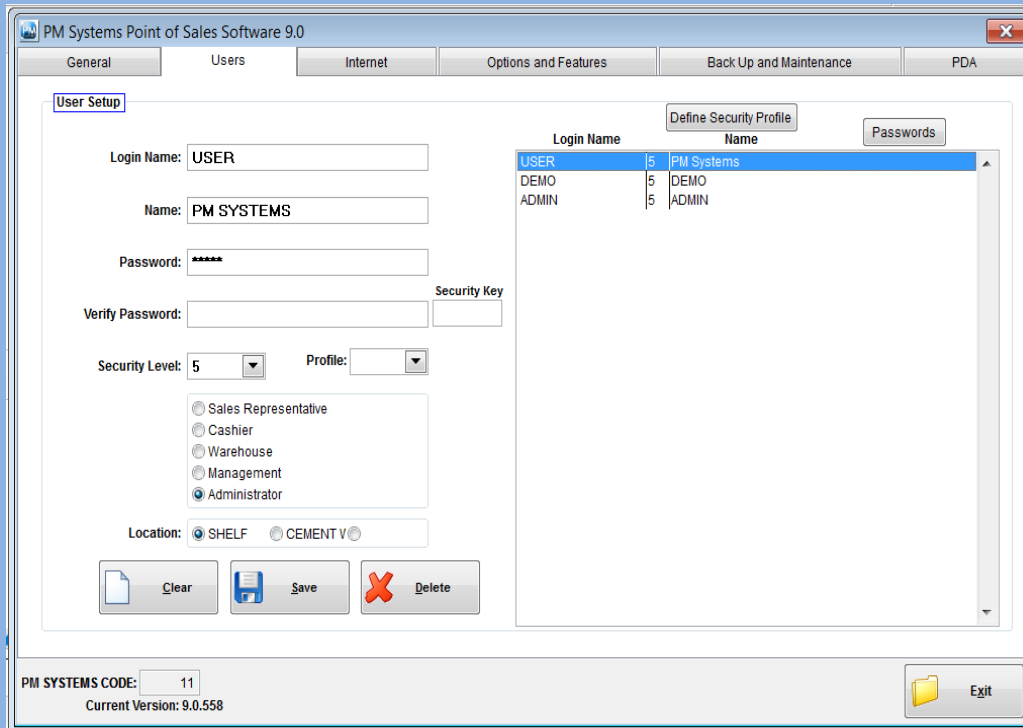 PM Systems Point of Sales Software 9.0
General Users Internet Options and Features Back Up and Maintenance PDA
User Setup
Define Security Profile
Passwords
Login Name Name
Login Name: USER
USER 5 PM Systems
DEMO 5 DEMO
ADMIN 5 ADMIN
Name: PM SYSTEMS
Password: *****
Security Key
Verify Password:
Security Level: 5 Profile:
Sales Representative
Cashier
Warehouse
Management
Administrator
Location: SHELF CEMENT
Clear Save Delete
PM SYSTEMS CODE: 11
Current Version: 9.0.558
Exit